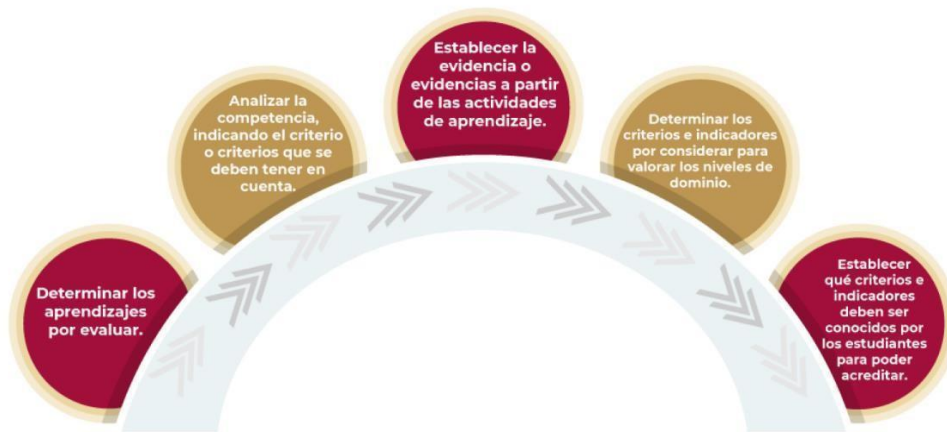 Determinar los
aprendizajes
por evaluar.
Analizar la
competencia,
indicando el criterio
o criterios que se
deben tener en
cuenta.
Establecer la
evidencia o
evidencias a partir
de las actividades
de aprendizaje.
Determinar los
criterios e indicadores
por considerar para
valorar los niveles de
dominio.
Establecer
qué criterios e
indicadores
deben ser
conocidos por
los estudiantes
para poder
acreditar.